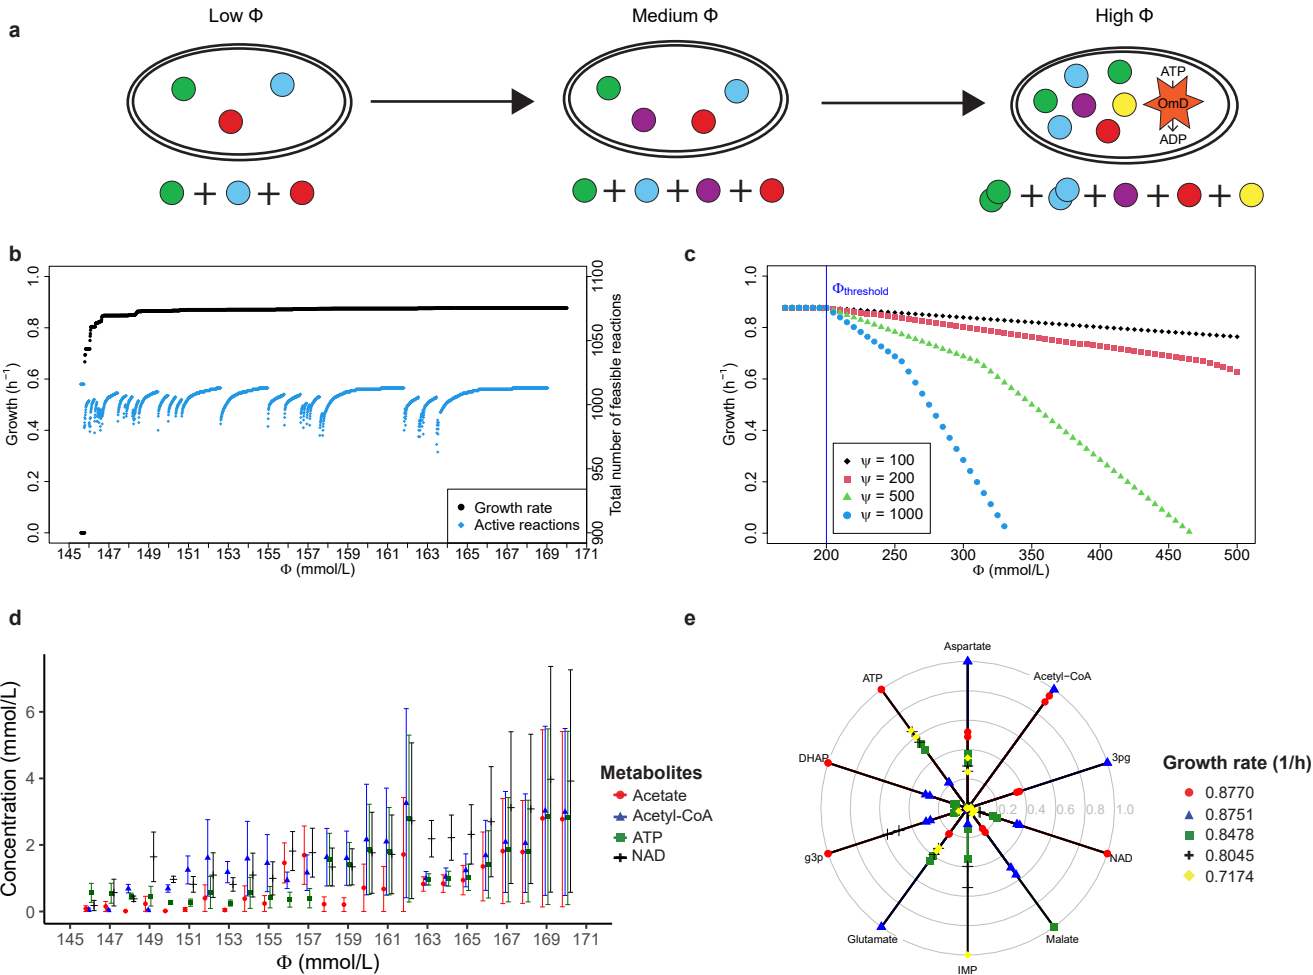 a
Low Φ
Medium Φ
High Φ
ATP
OmD
ADP
+ +
+ + +
+ + + +
b
Growth (h⁻¹)
0.0 0.2 0.4 0.6 0.8 1.0
Total number of feasible reactions
900 950 1000 1050 1100
Growth rate
Active reactions
145 147 149 151 153 155 157 159 161 163 165 167 169 171
Φ (mmol/L)
c
Growth (h⁻¹)
0.0 0.2 0.4 0.6 0.8 1.0
Φthreshold
ψ = 100
ψ = 200
ψ = 500
ψ = 1000
200 250 300 350 400 450 500
Φ (mmol/L)
d
Concentration (mmol/L)
0 2 4 6
145 147 149 151 153 155 157 159 161 163 165 167 169 171
Φ (mmol/L)
Metabolites
Acetate
Acetyl-CoA
ATP
NAD
e
Aspartate
Acetyl−CoA
3pg
NAD
Malate
IMP
Glutamate
g3p
DHAP
ATP
0.2 0.4 0.6 0.8 1.0
Growth rate (1/h)
0.8770
0.8751
0.8478
0.8045
0.7174